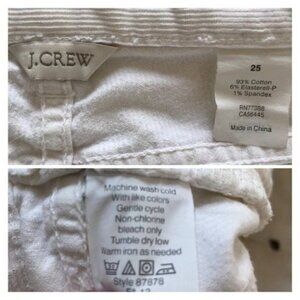 J.CREW
25
93% Cotton
6% Elasterell-P
1% Spandex
RN77388
CA56445
Made in China
Machine wash cold
With like colors
Gentle cycle
Non-chlorine
bleach only
Tumble dry low
Warm iron as needed
Style 87878